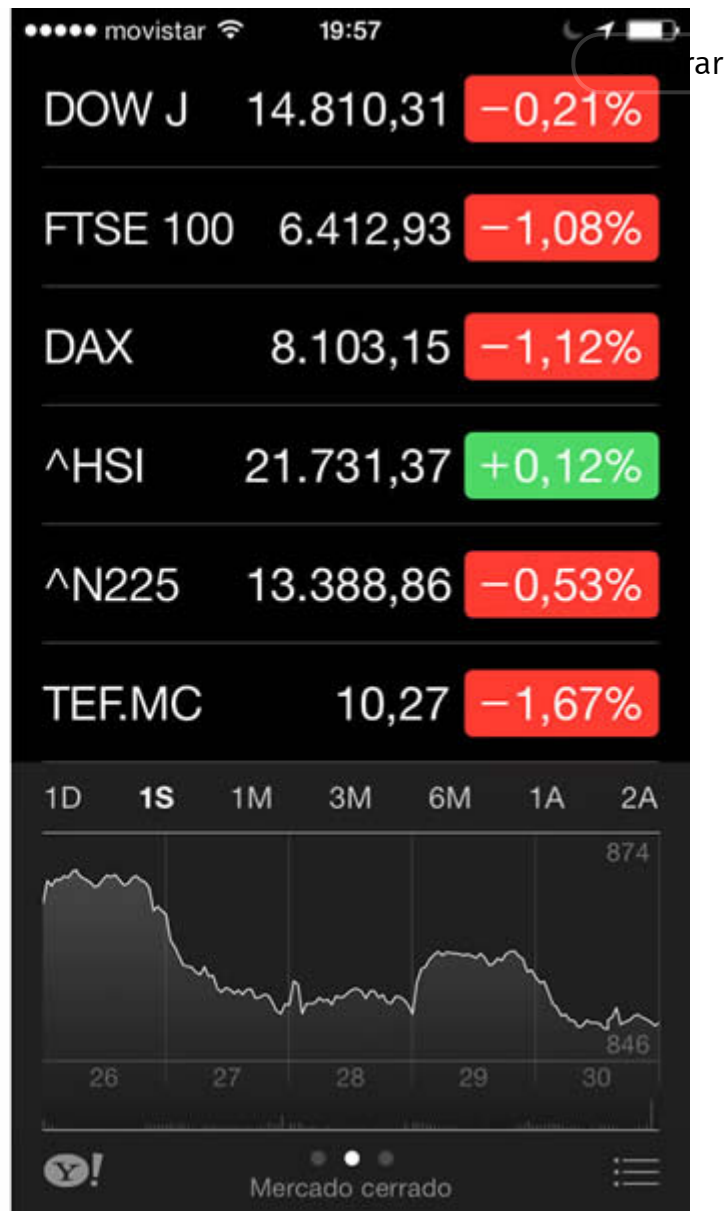 movistar 19:57
rar
DOW J 14.810,31 −0,21%
FTSE 100 6.412,93 −1,08%
DAX 8.103,15 −1,12%
^HSI 21.731,37 +0,12%
^N225 13.388,86 −0,53%
TEF.MC 10,27 −1,67%
1D 1S 1M 3M 6M 1A 2A
874
846
26 27 28 29 30
Y!
Mercado cerrado